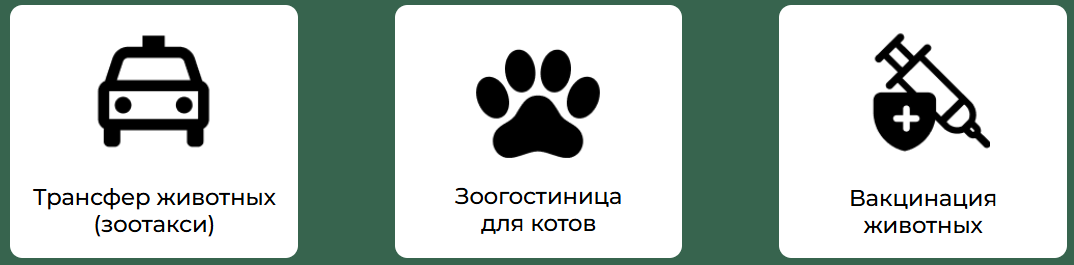 Трансфер животных
(зоотакси)
Зоогостиница
для котов
Вакцинация
животных